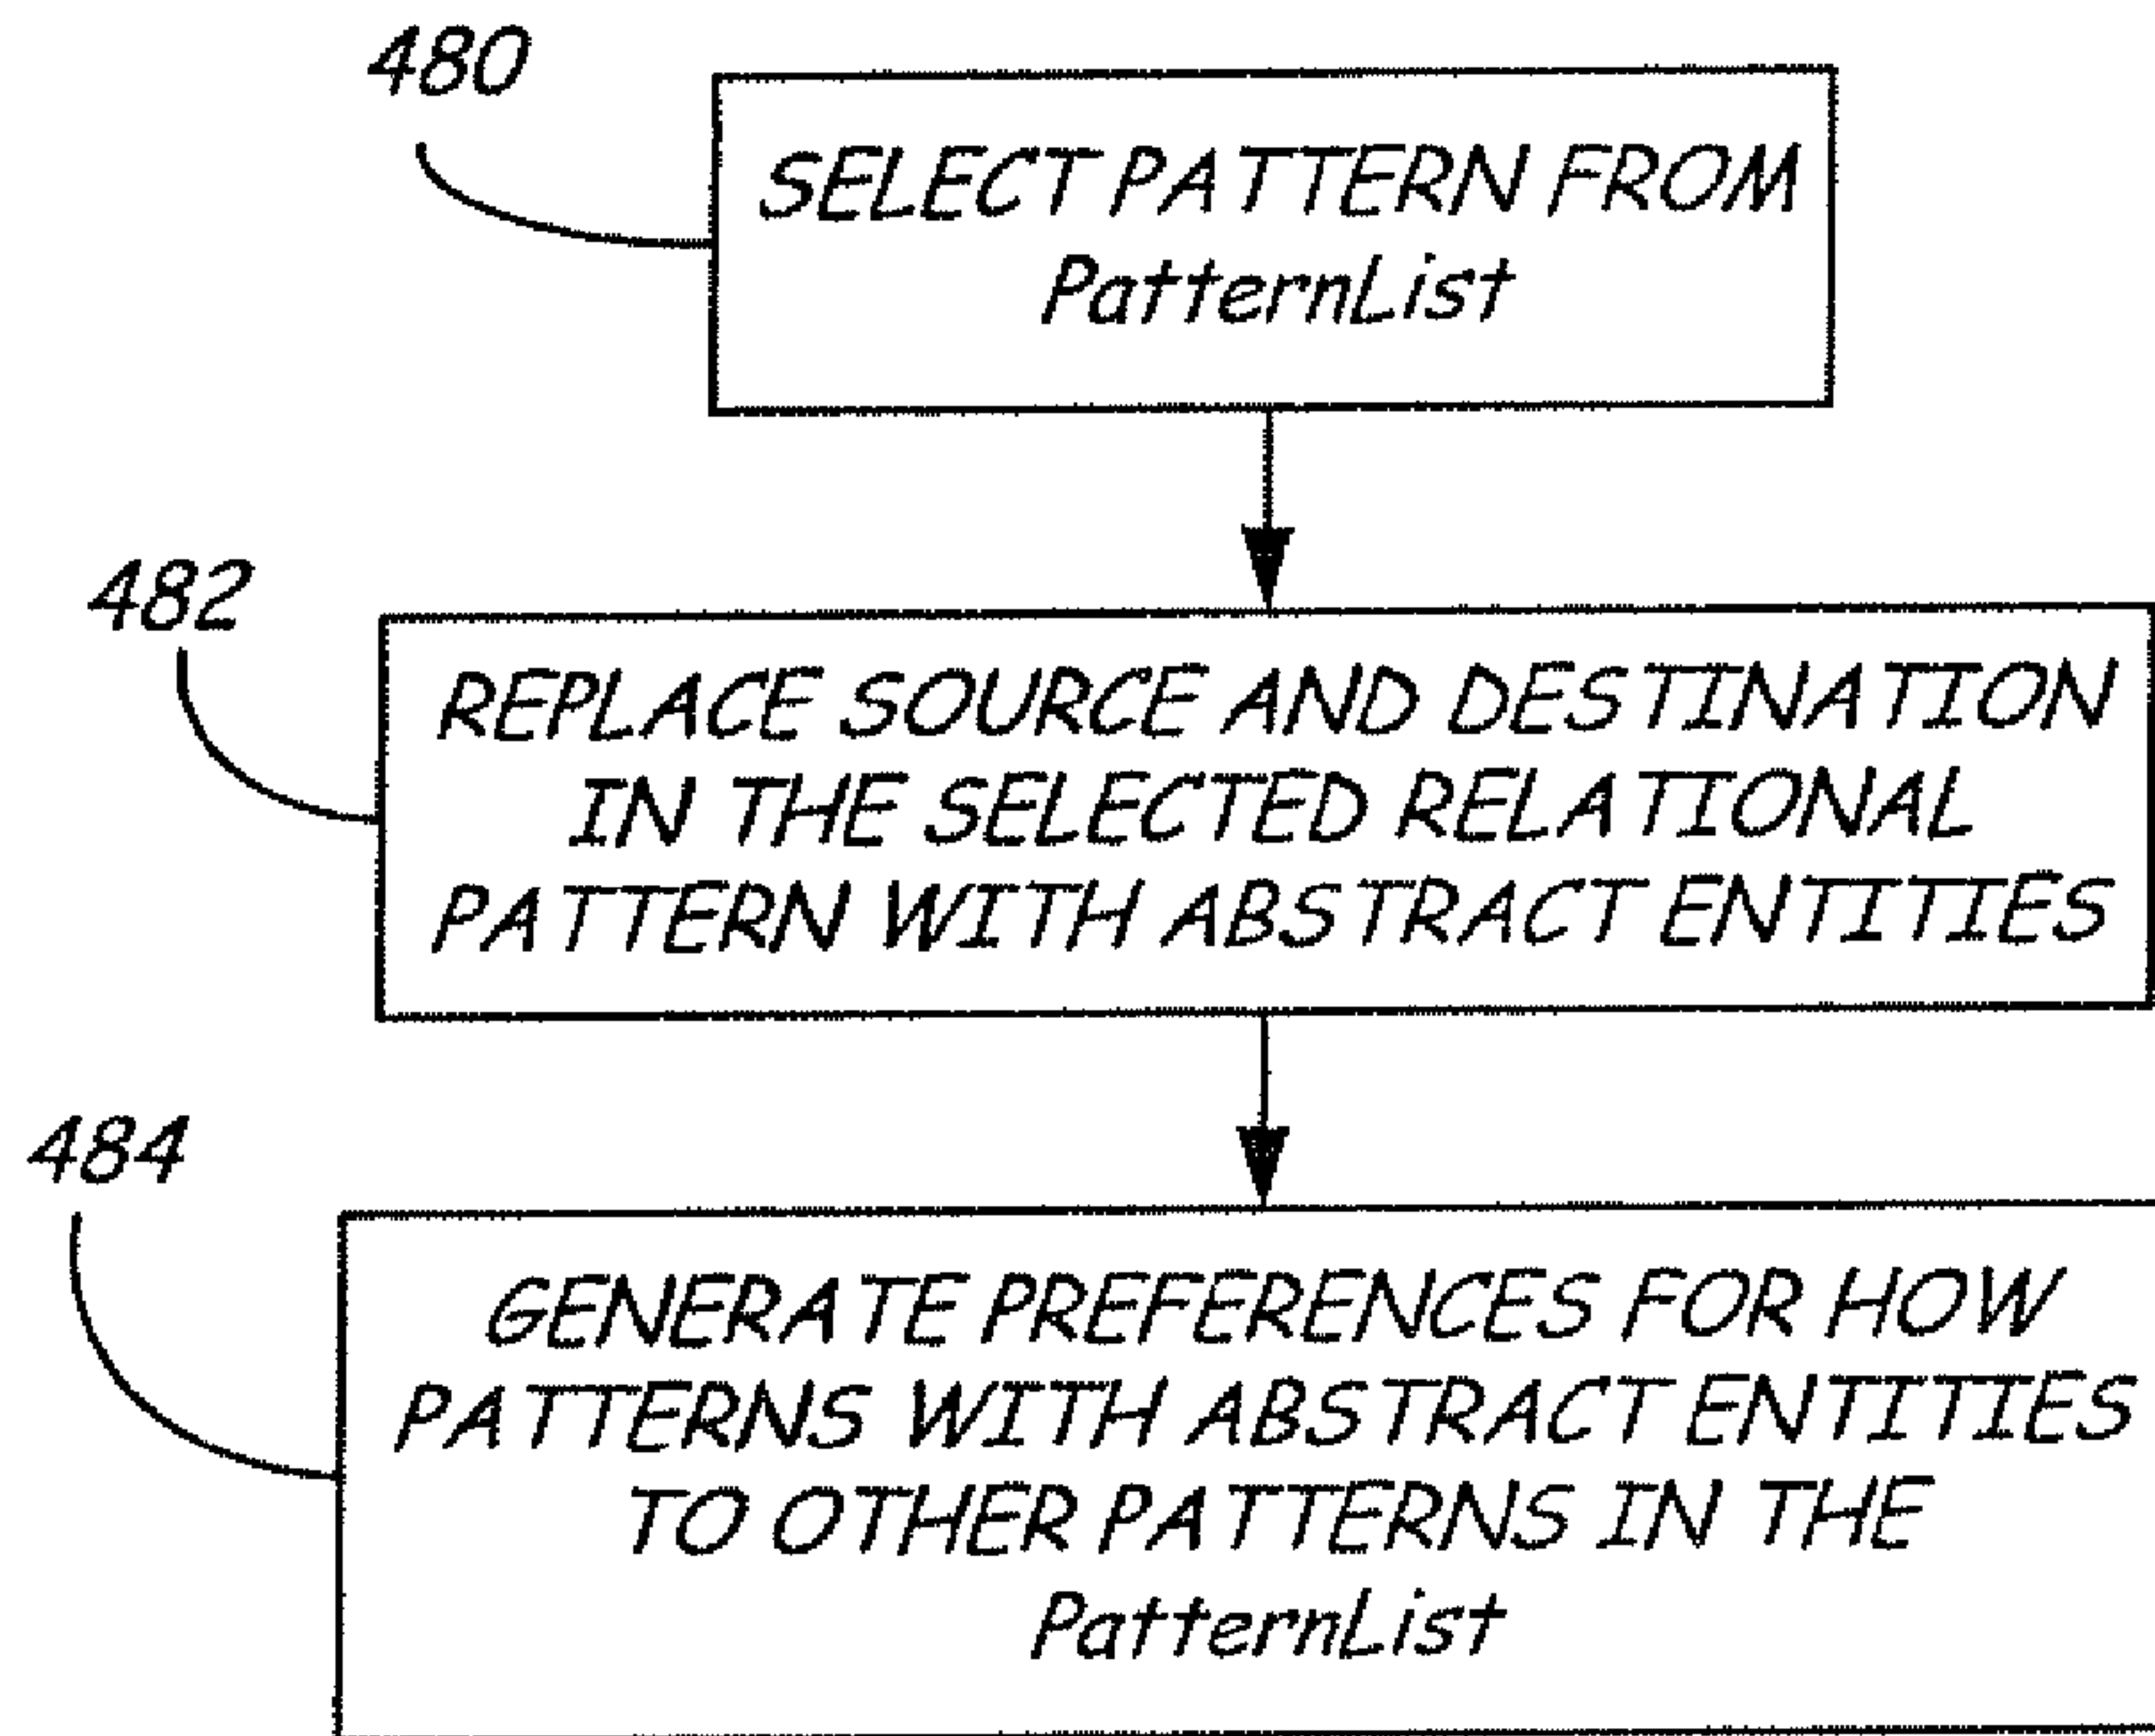 480
SELECT PATTERN FROM
PatternList
482
REPLACE SOURCE AND DESTINATION
IN THE SELECTED RELATIONAL
PATTERN WITH ABSTRACT ENTITIES
484
GENERATE PREFERENCES FOR HOW
PATTERNS WITH ABSTRACT ENTITIES
TO OTHER PATTERNS IN THE
PatternList